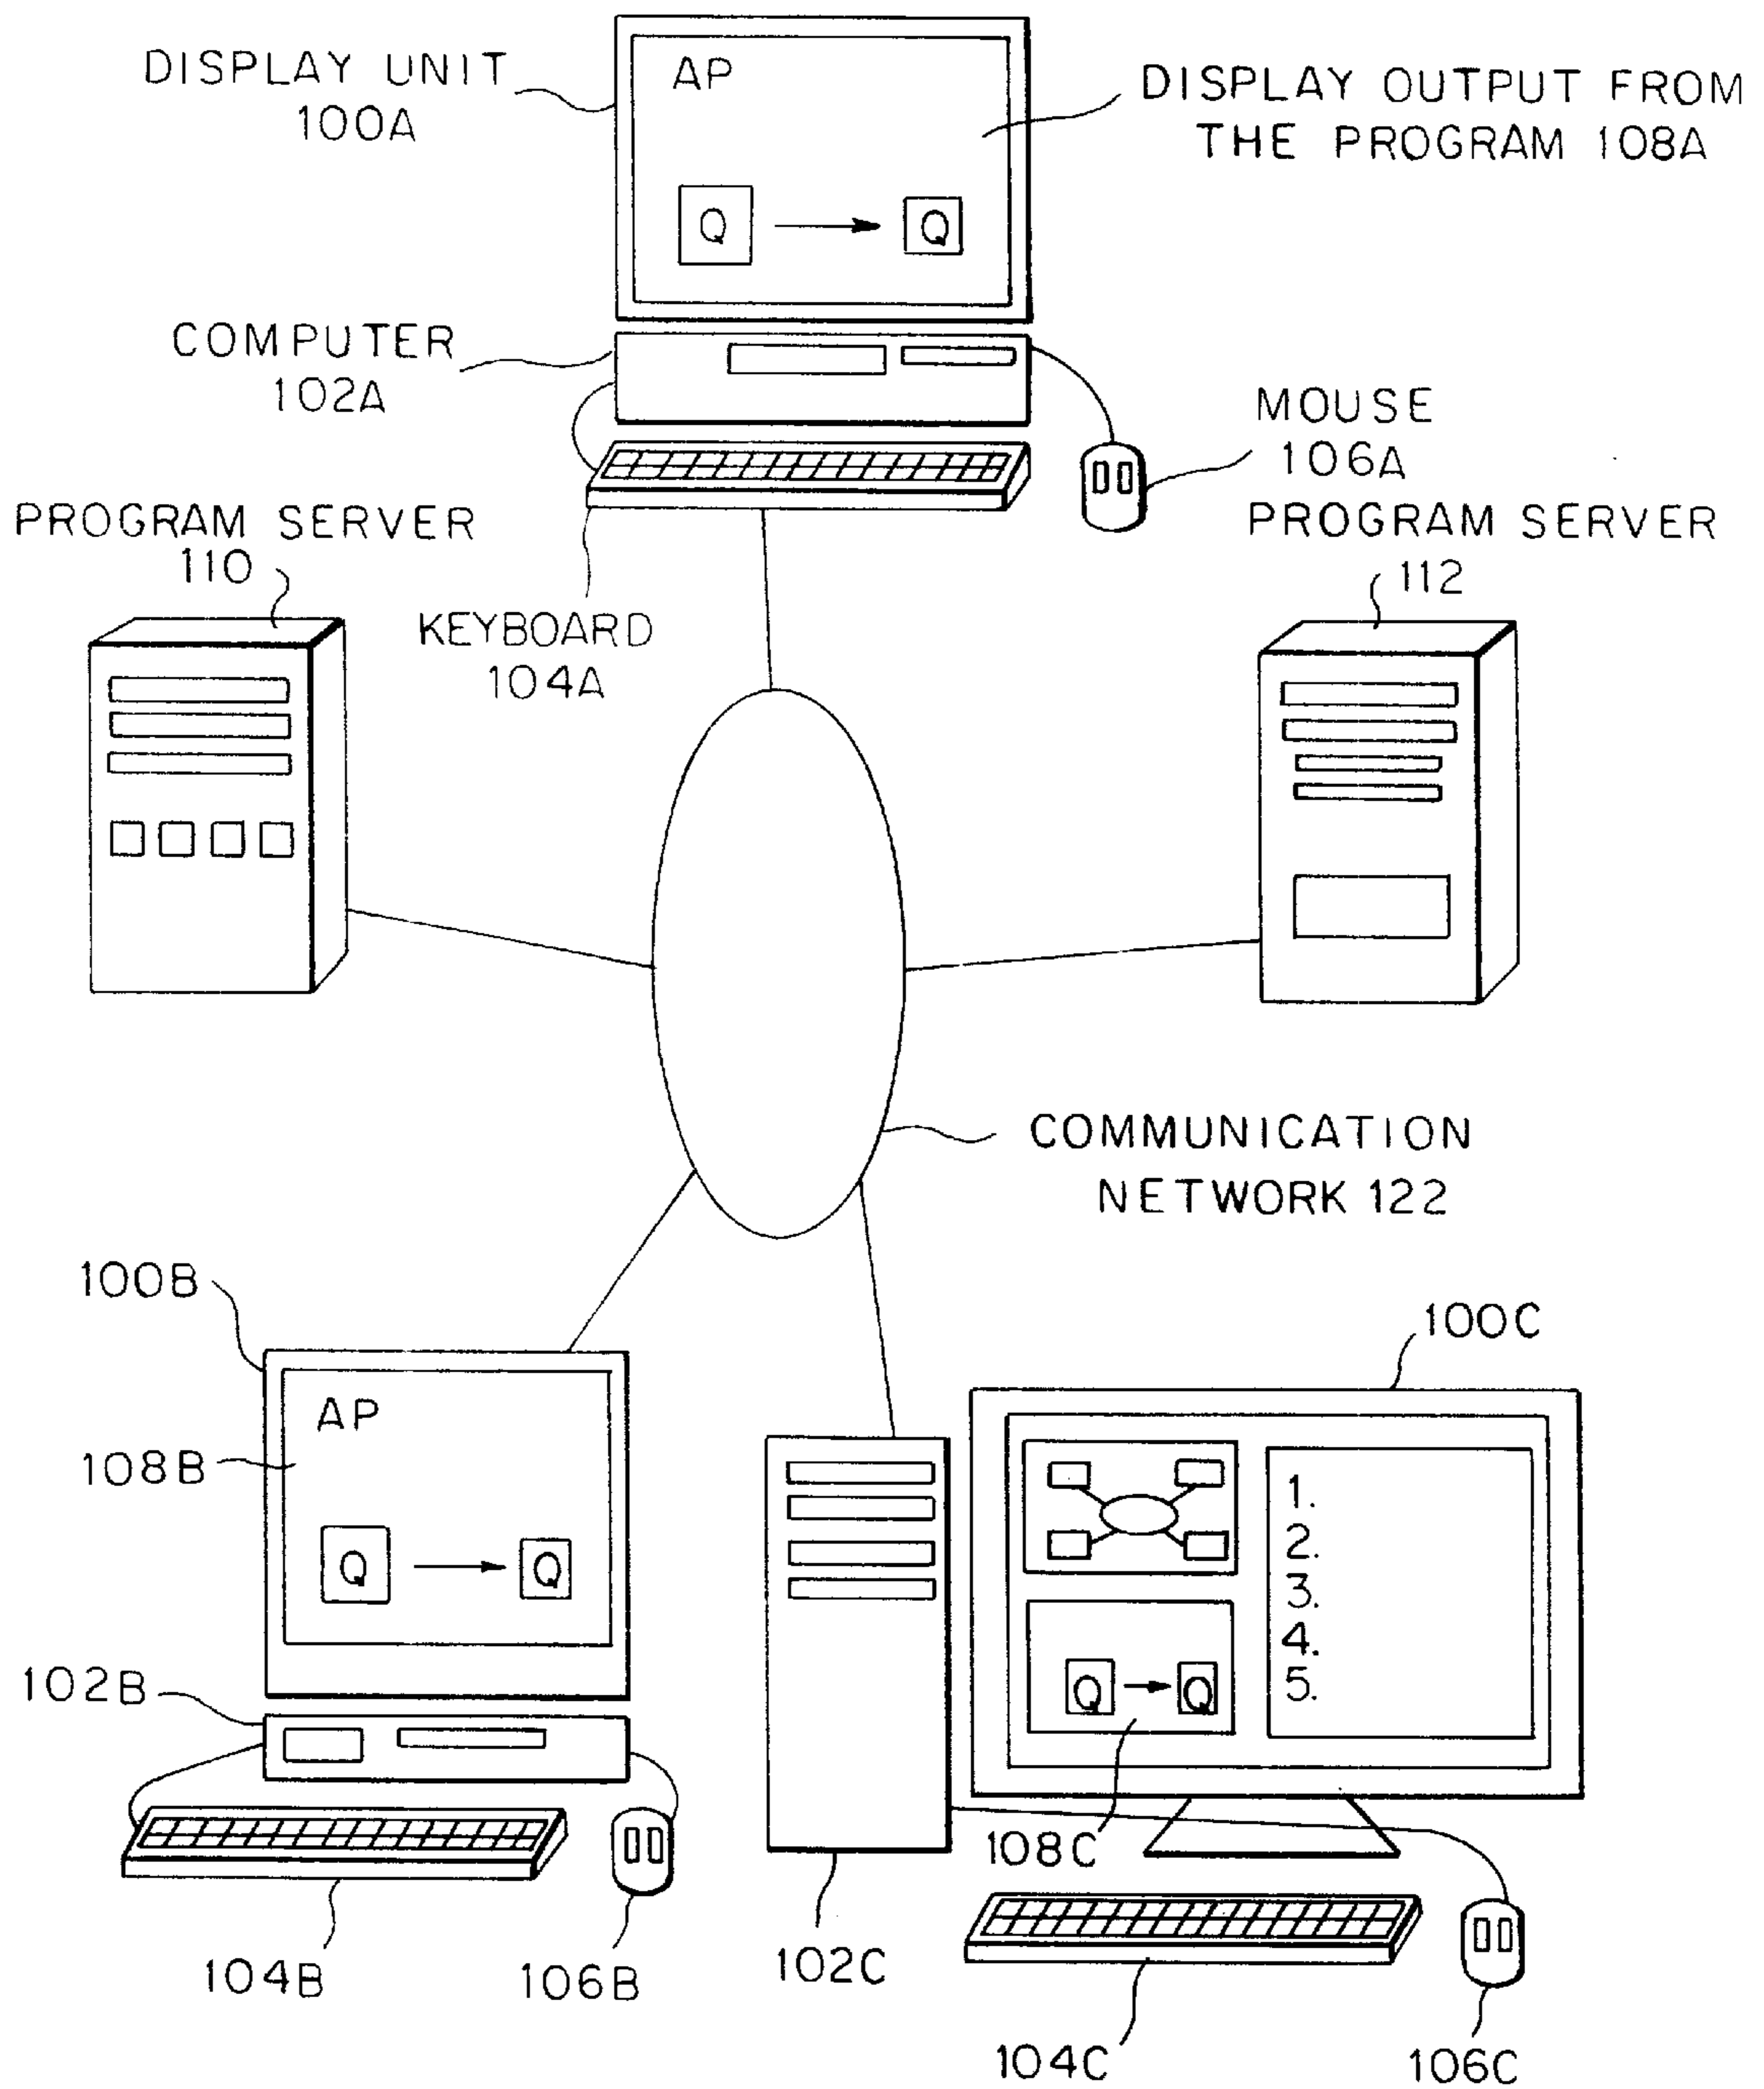 DISPLAY UNIT
100A
AP
DISPLAY OUTPUT FROM
THE PROGRAM 108A
Q
Q
COMPUTER
102A
MOUSE
106A
PROGRAM SERVER
110
PROGRAM SERVER
112
KEYBOARD
104A
COMMUNICATION
NETWORK 122
100B
AP
108B
Q
Q
102B
104B
106B
100C
1.
2.
3.
4.
5.
Q
Q
108C
102C
104C
106C